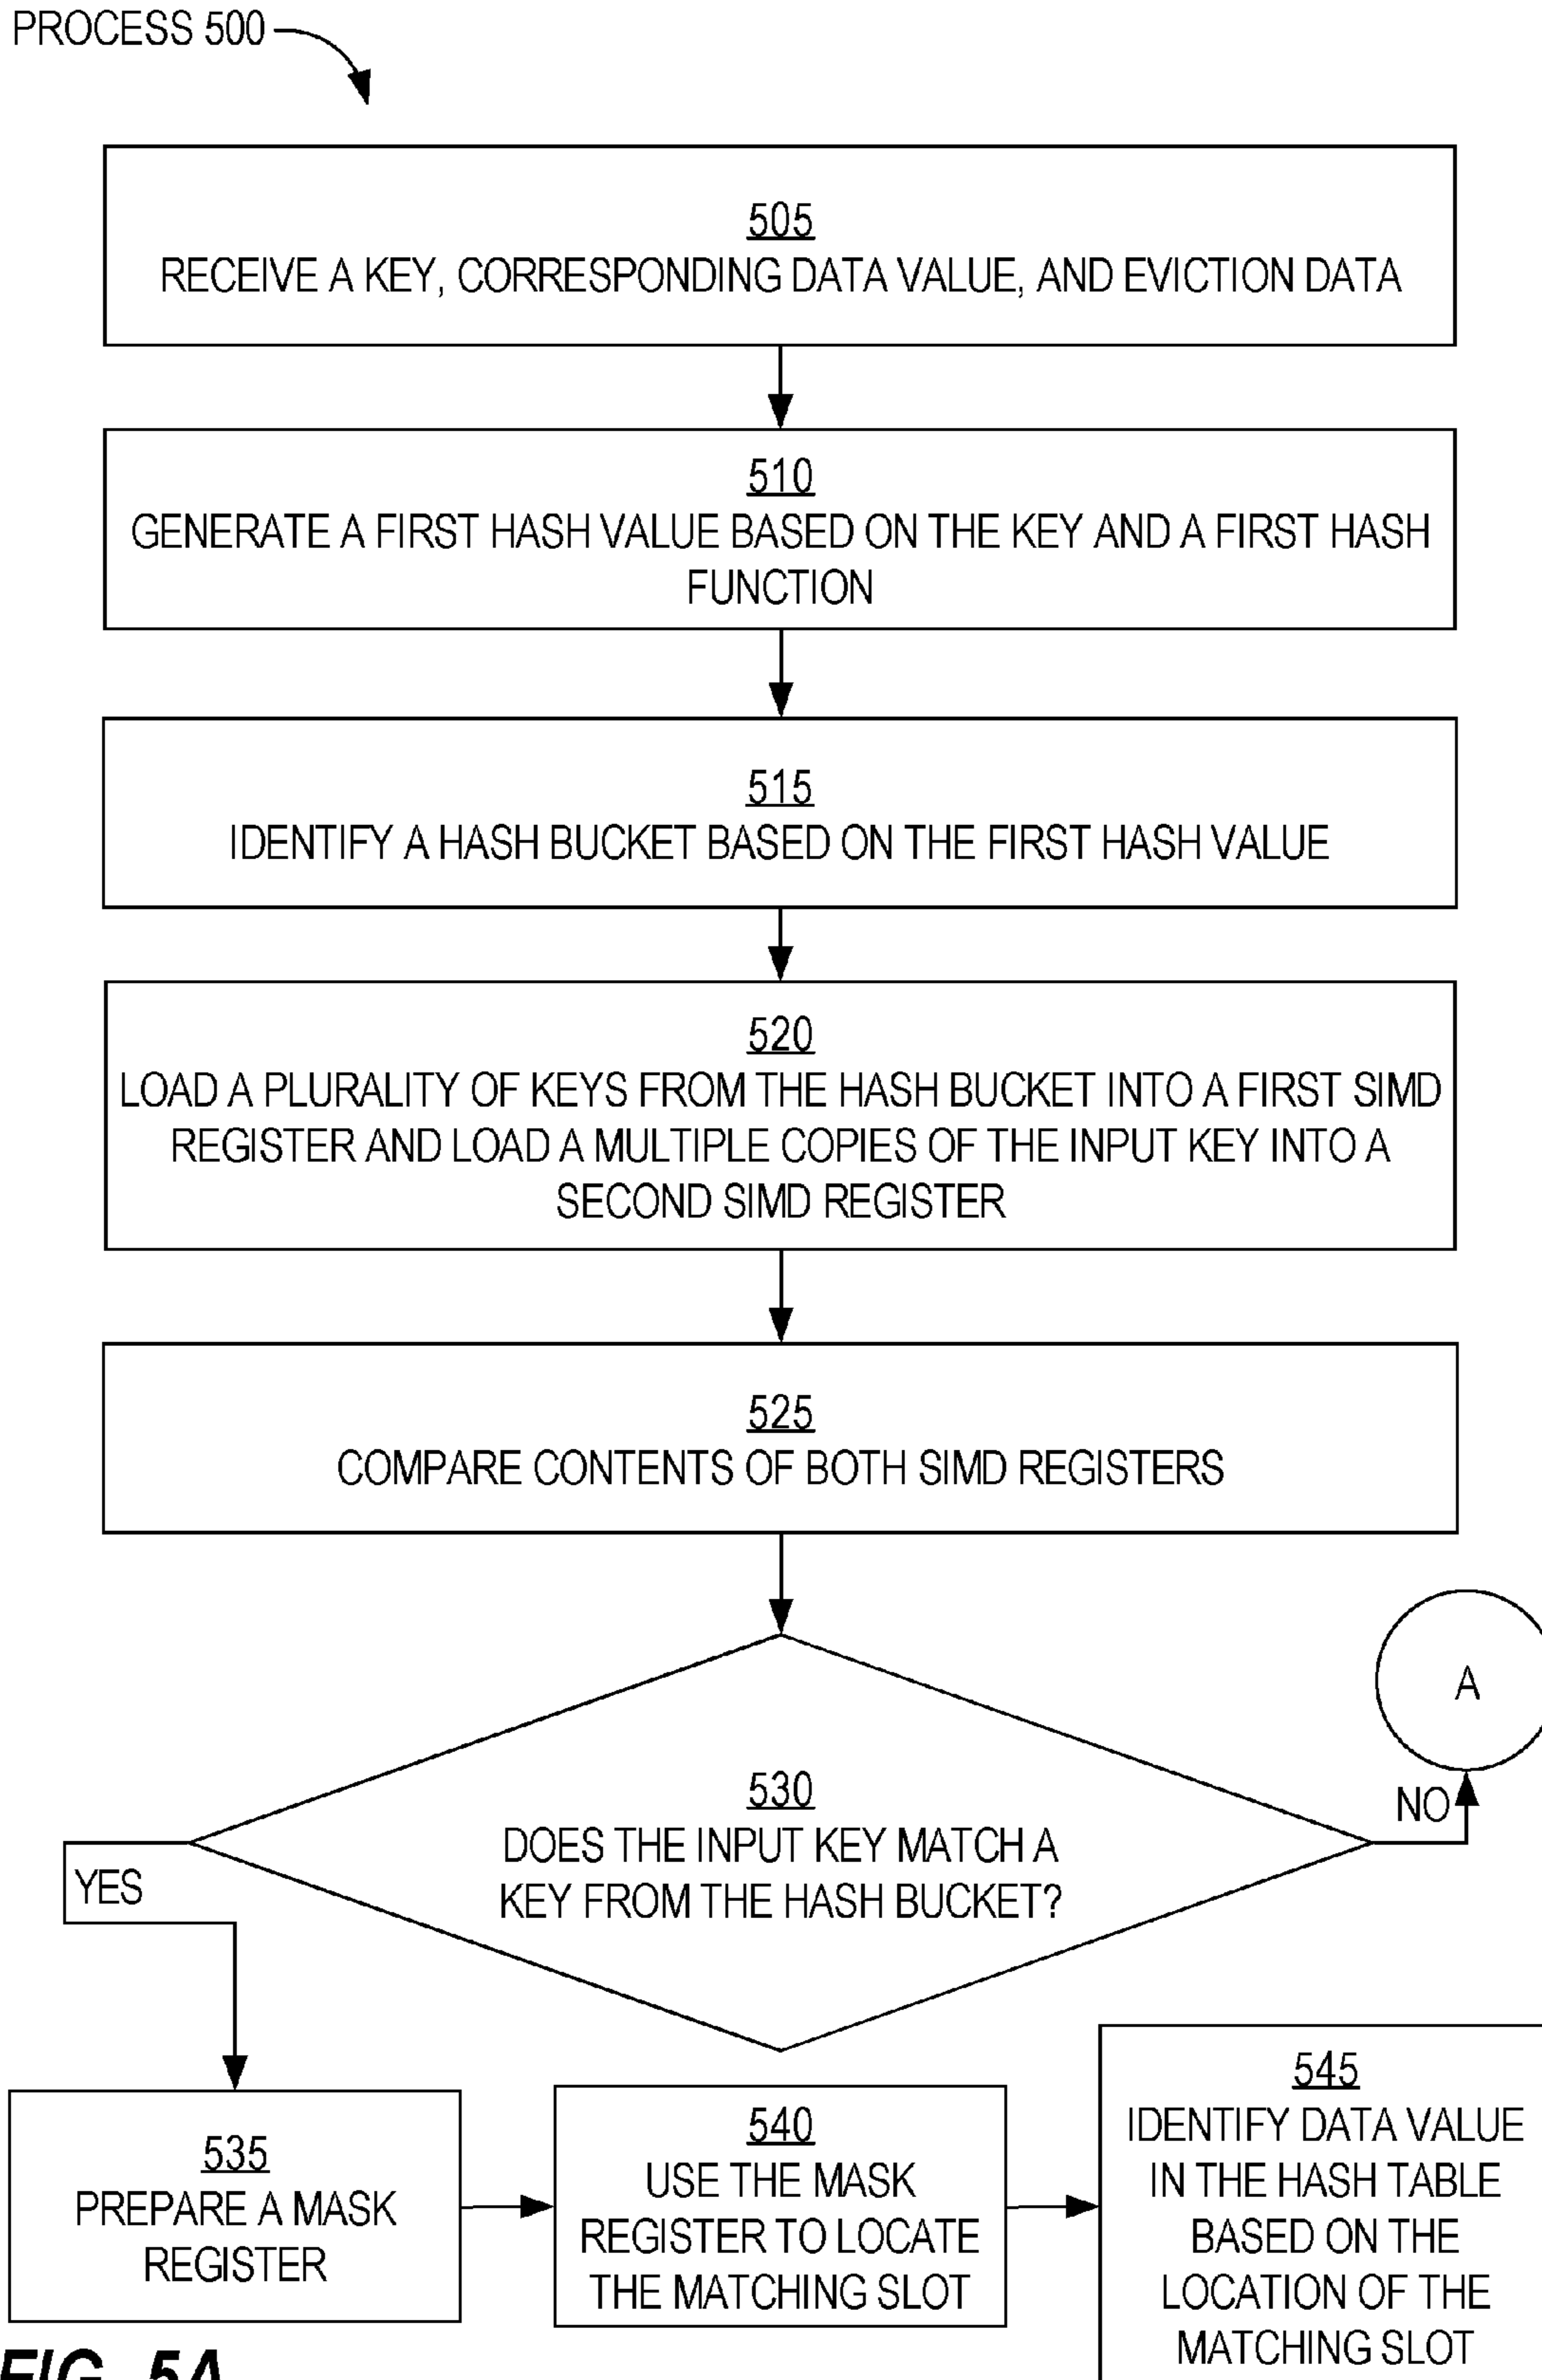 PROCESS 500
505
RECEIVE A KEY, CORRESPONDING DATA VALUE, AND EVICTION DATA
510
GENERATE A FIRST HASH VALUE BASED ON THE KEY AND A FIRST HASH
FUNCTION
515
IDENTIFY A HASH BUCKET BASED ON THE FIRST HASH VALUE
520
LOAD A PLURALITY OF KEYS FROM THE HASH BUCKET INTO A FIRST SIMD
REGISTER AND LOAD A MULTIPLE COPIES OF THE INPUT KEY INTO A
SECOND SIMD REGISTER
525
COMPARE CONTENTS OF BOTH SIMD REGISTERS
A
530
DOES THE INPUT KEY MATCH A
KEY FROM THE HASH BUCKET?
NO
YES
535
PREPARE A MASK
REGISTER
540
USE THE MASK
REGISTER TO LOCATE
THE MATCHING SLOT
545
IDENTIFY DATA VALUE
IN THE HASH TABLE
BASED ON THE
LOCATION OF THE
MATCHING SLOT
FIG. 5A